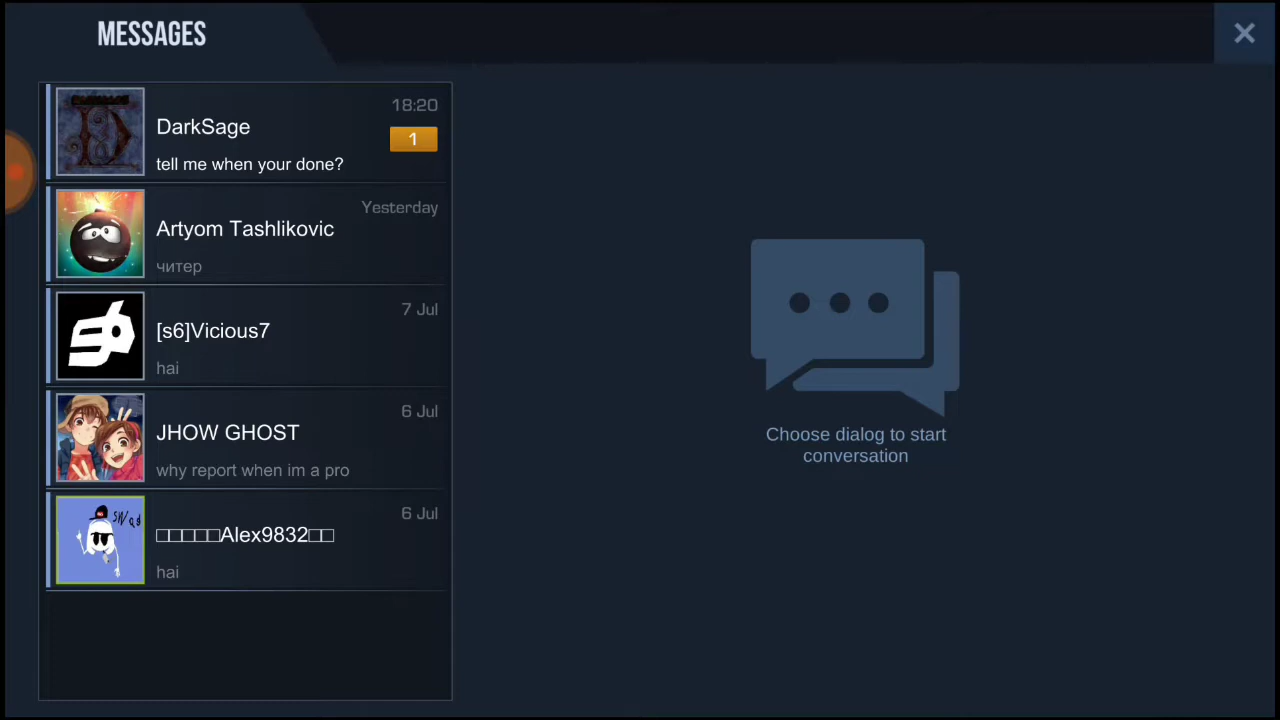 MESSAGES
DarkSage
18:20
1
tell me when your done?
Artyom Tashlikovic
Yesterday
читер
[s6]Vicious7
7 Jul
hai
JHOW GHOST
6 Jul
why report when im a pro
□□□□□Alex9832□□
6 Jul
hai
Choose dialog to start
conversation